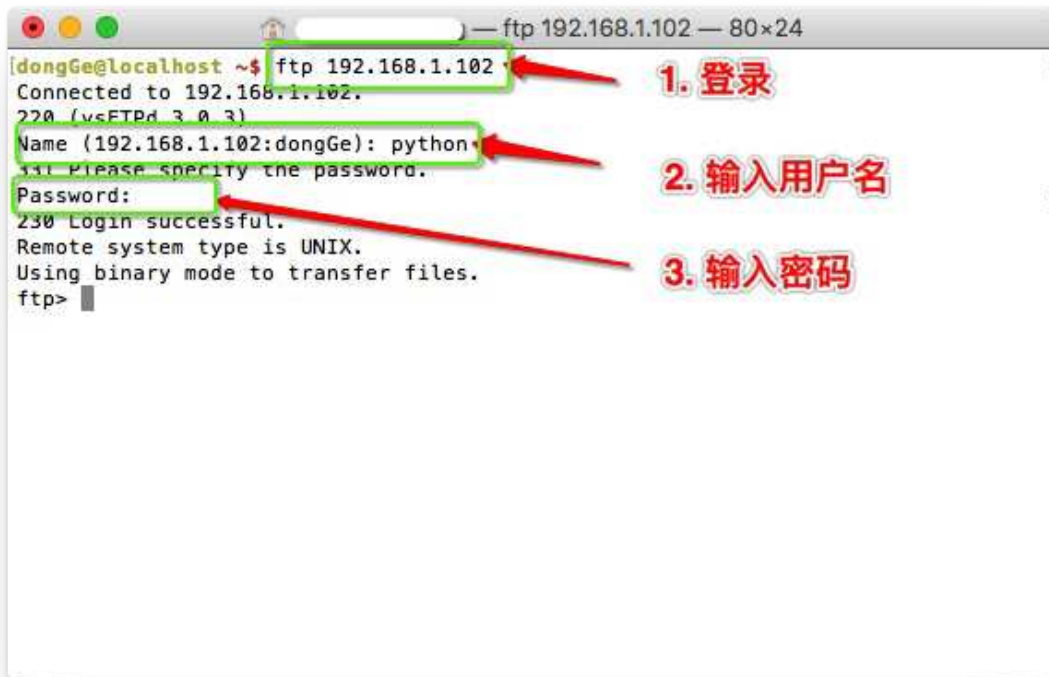 — ftp 192.168.1.102 — 80×24
[dongGe@localhost ~$ ftp 192.168.1.102
Connected to 192.168.1.102.
220 (vsFTPd 3.0.3)
Name (192.168.1.102:dongGe): python
331 Please specify the password.
Password:
230 Login successful.
Remote system type is UNIX.
Using binary mode to transfer files.
ftp>
1. 登录
2. 输入用户名
3. 输入密码